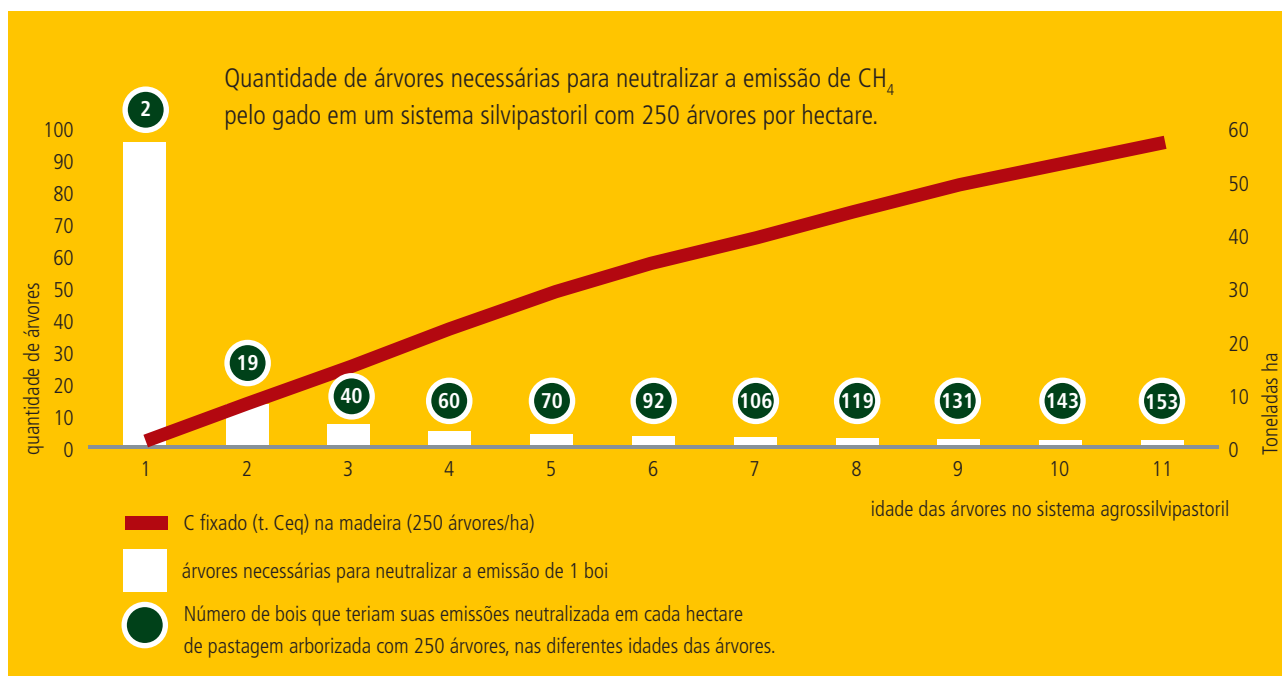 Quantidade de árvores necessárias para neutralizar a emissão de CH4
pelo gado em um sistema silvipastoril com 250 árvores por hectare.
quantidade de árvores
100
90
80
70
60
50
40
30
20
10
0
2
19
40
60
70
92
106
119
131
143
153
60
50
40
30
20
10
0
Toneladas ha
1 2 3 4 5 6 7 8 9 10 11
idade das árvores no sistema agrossilvipastoril
C fixado (t. Ceq) na madeira (250 árvores/ha)
árvores necessárias para neutralizar a emissão de 1 boi
Número de bois que teriam suas emissões neutralizada em cada hectare
de pastagem arborizada com 250 árvores, nas diferentes idades das árvores.